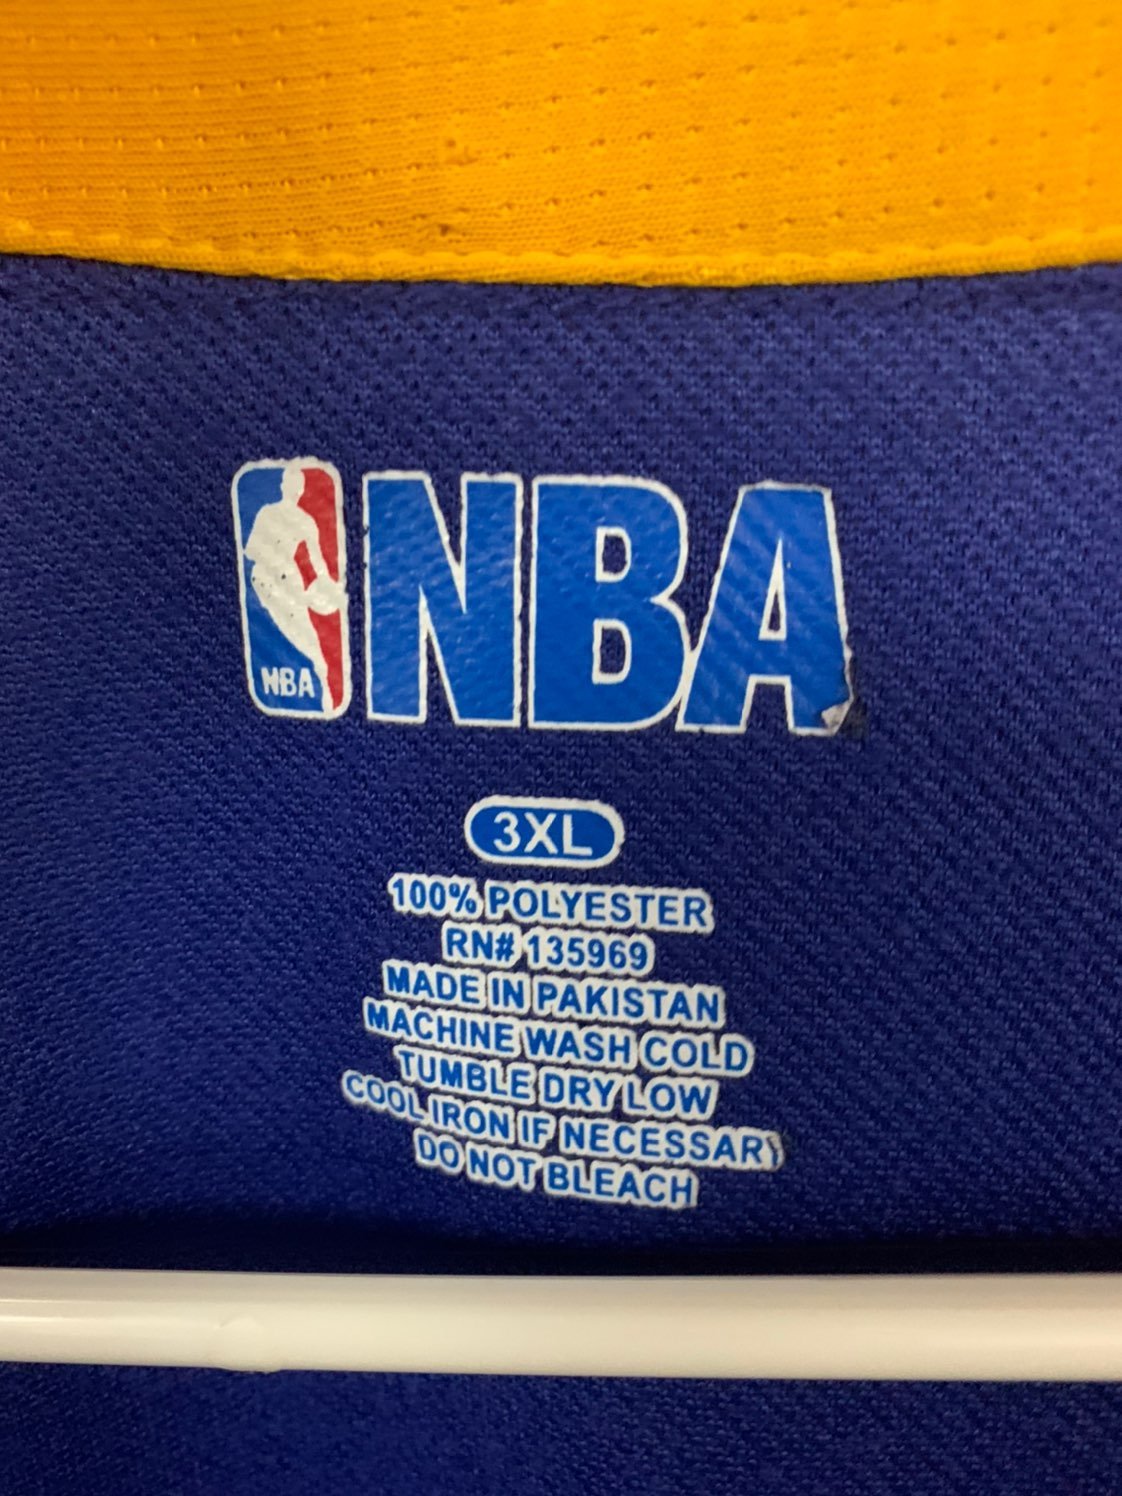 NBA
NBA
3XL
100% POLYESTER
RN# 135969
MADE IN PAKISTAN
MACHINE WASH COLD
TUMBLE DRY LOW
COOL IRON IF NECESSARY
DO NOT BLEACH